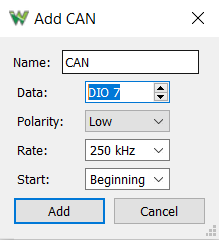 Add CAN
Name: CAN
Data: DIO 7
Polarity: Low
Rate: 250 kHz
Start: Beginning
Add Cancel